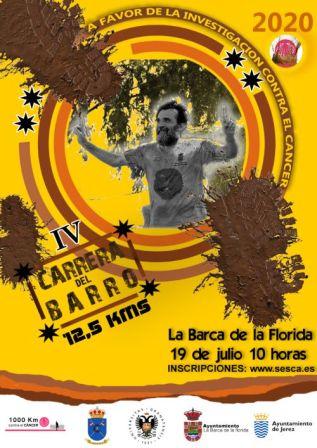 A FAVOR DE LA INVESTIGACION CONTRA EL CANCER
2020
IV
CARRERA
DEL
BARRO
12,5 KMS
La Barca de la Florida
19 de julio 10 horas
INSCRIPCIONES: www.sesca.es
1000 Km
contra el CÁNCER
Ayuntamiento
La Barca de la florida
Ayuntamiento
de Jerez